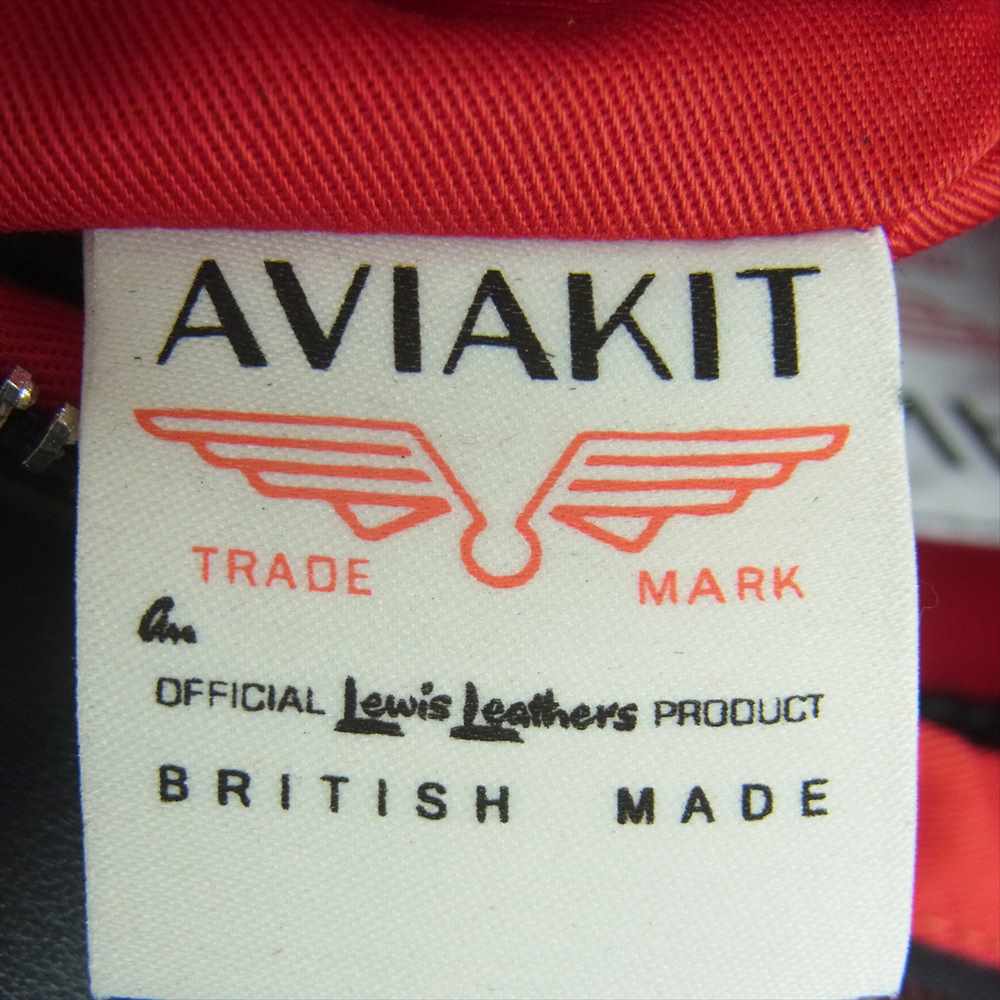 AVIAKIT
TRADE MARK
an
OFFICIAL Lewis Leathers PRODUCT
BRITISH MADE